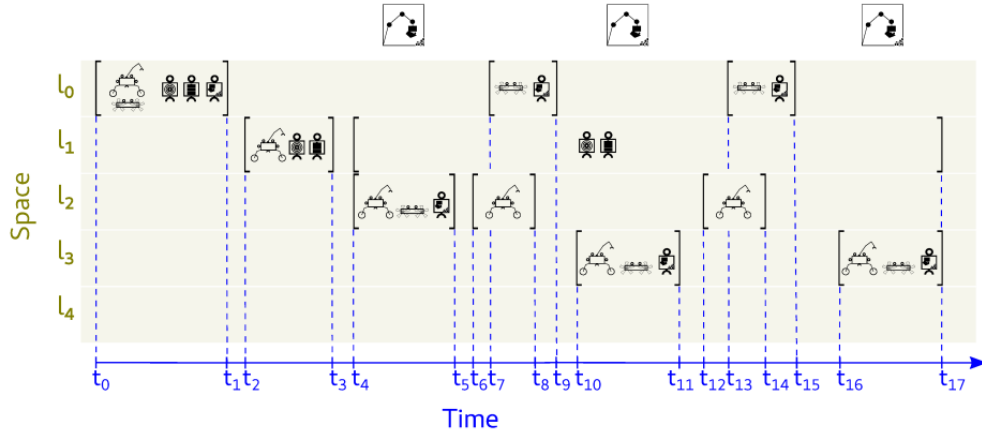 Space
l₀
l₁
l₂
l₃
l₄
t₀ t₁ t₂ t₃ t₄ t₅ t₆ t₇ t₈ t₉ t₁₀ t₁₁ t₁₂ t₁₃ t₁₄ t₁₅ t₁₆ t₁₇
Time